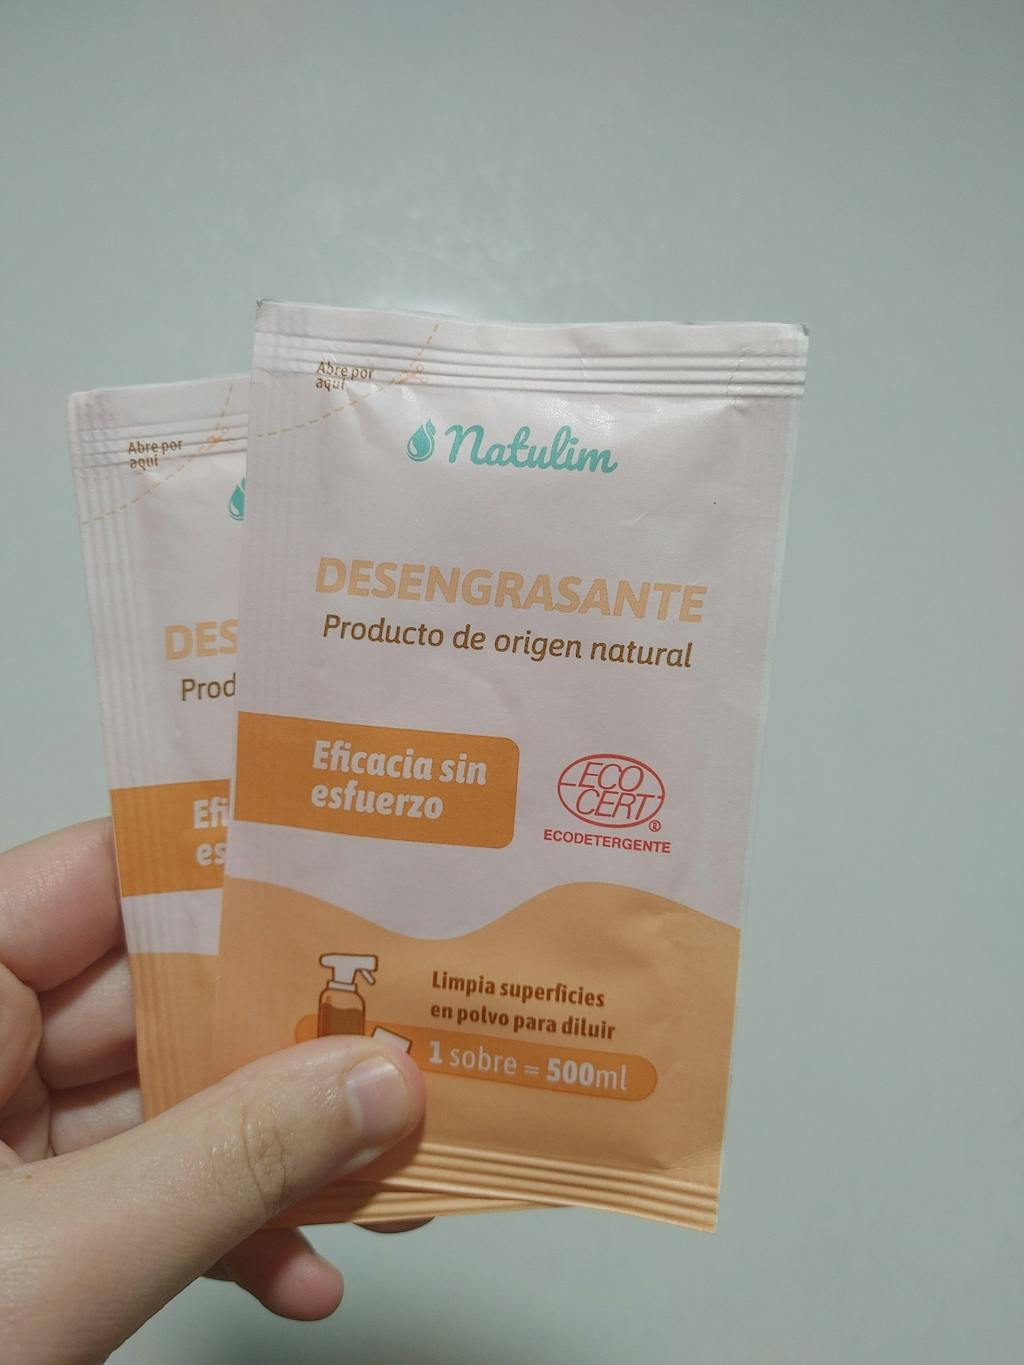 Abre por
aquí
Natulim
DESENGRASANTE
Producto de origen natural
Eficacia sin
esfuerzo
ECO
CERT
®
ECODETERGENTE
Limpia superficies
en polvo para diluir
1 sobre = 500ml
Abre por
aquí
DES
Prod
Efi
es